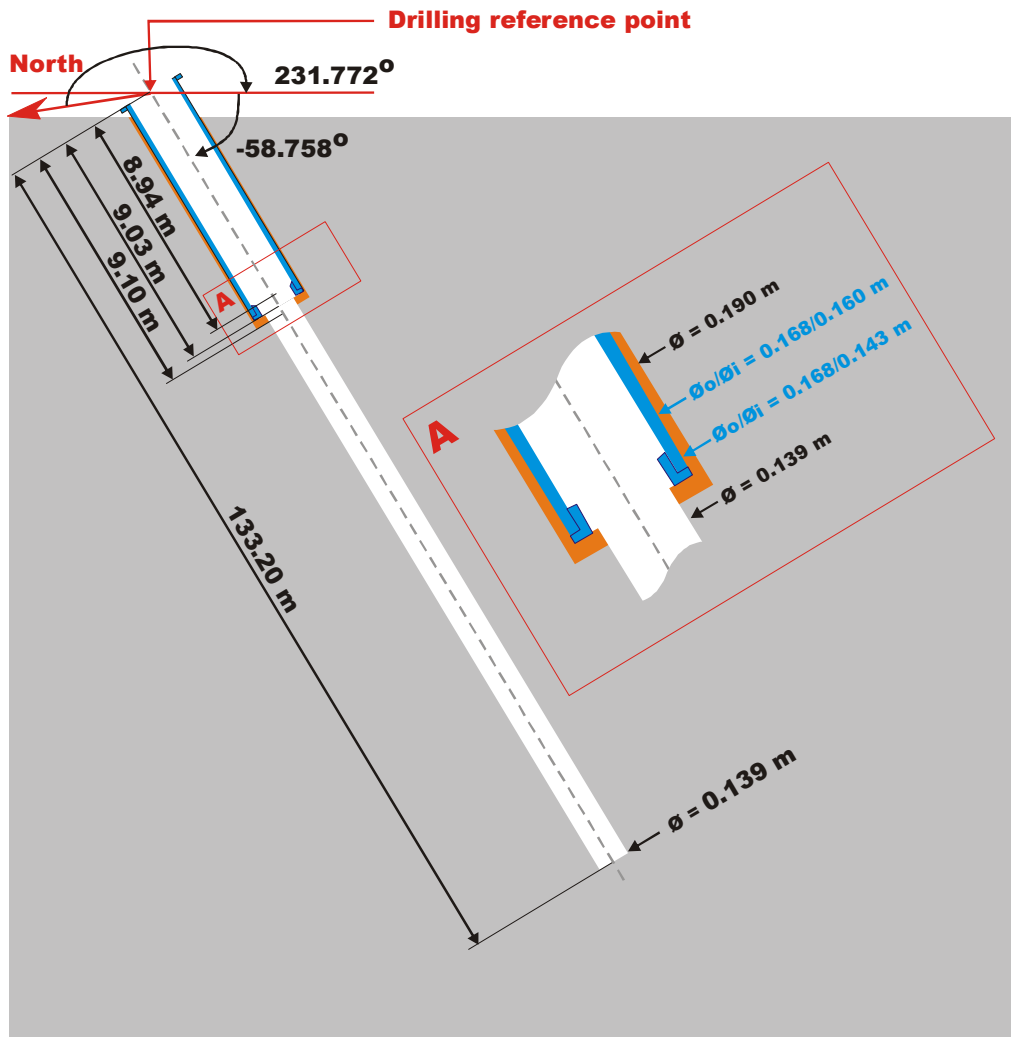 Drilling reference point
North
231.772°
-58.758°
8.94 m
9.03 m
9.10 m
133.20 m
A
A
Ø = 0.190 m
Øo/Øi = 0.168/0.160 m
Øo/Øi = 0.168/0.143 m
Ø = 0.139 m
ø = 0.139 m